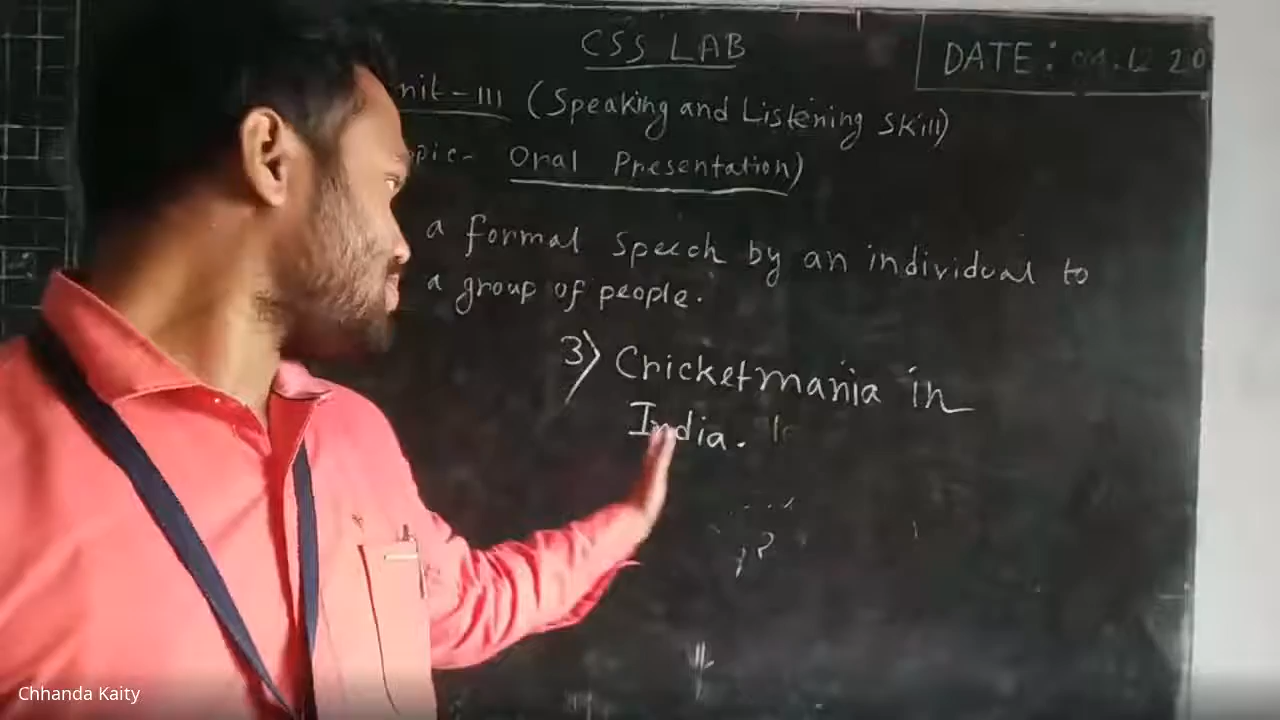 CSS LAB
DATE: 20
nit - III (Speaking and Listening skill)
pic- Oral Presentation)
a formal speech by an individual to
a group of people.
3) Cricketmania in
India.
?
Chhanda Kaity